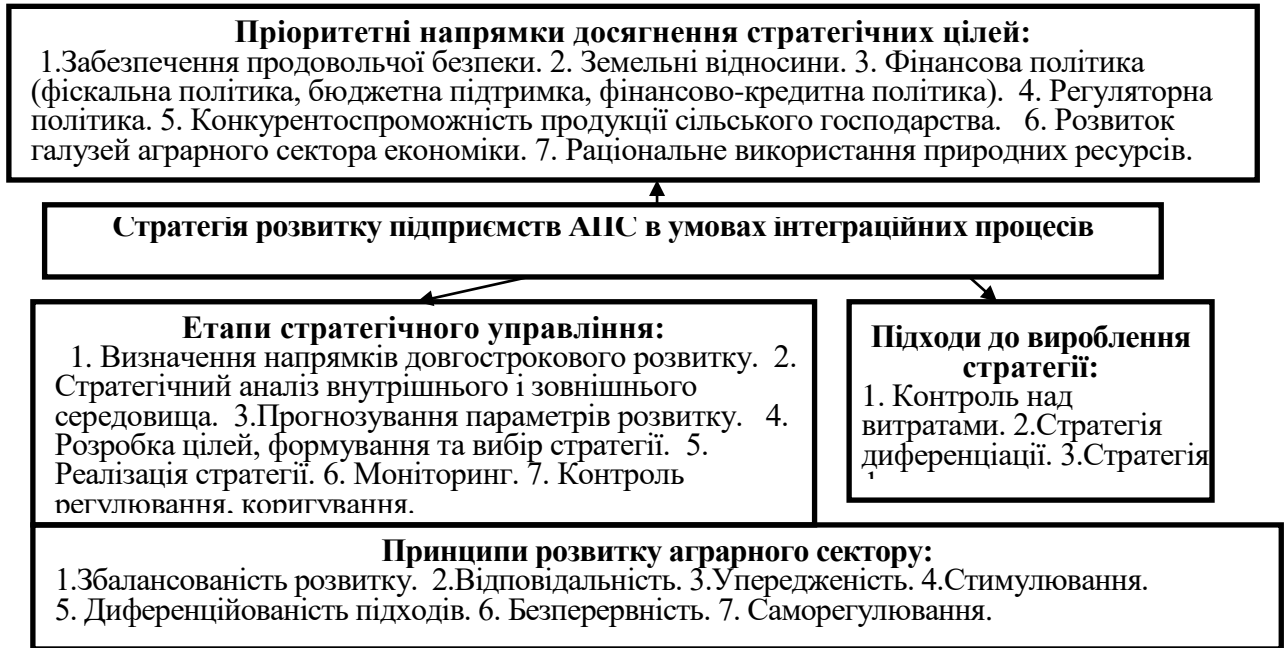 Пріоритетні напрямки досягнення стратегічних цілей:
1.Забезпечення продовольчої безпеки. 2. Земельні відносини. 3. Фінансова політика
(фіскальна політика, бюджетна підтримка, фінансово-кредитна політика). 4. Регуляторна
політика. 5. Конкурентоспроможність продукції сільського господарства. 6. Розвиток
галузей аграрного сектора економіки. 7. Раціональне використання природних ресурсів.
Стратегія розвитку підприємств АПС в умовах інтеграційних процесів
Етапи стратегічного управління:
1. Визначення напрямків довгострокового розвитку. 2.
Стратегічний аналіз внутрішнього і зовнішнього
середовища. 3.Прогнозування параметрів розвитку. 4.
Розробка цілей, формування та вибір стратегії. 5.
Реалізація стратегії. 6. Моніторинг. 7. Контроль
регулювання, коригування.
Підходи до вироблення
стратегії:
1. Контроль над
витратами. 2.Стратегія
диференціації. 3.Стратегія
Принципи розвитку аграрного сектору:
1.Збалансованість розвитку. 2.Відповідальність. 3.Упередженість. 4.Стимулювання.
5. Диференційованість підходів. 6. Безперервність. 7. Саморегулювання.